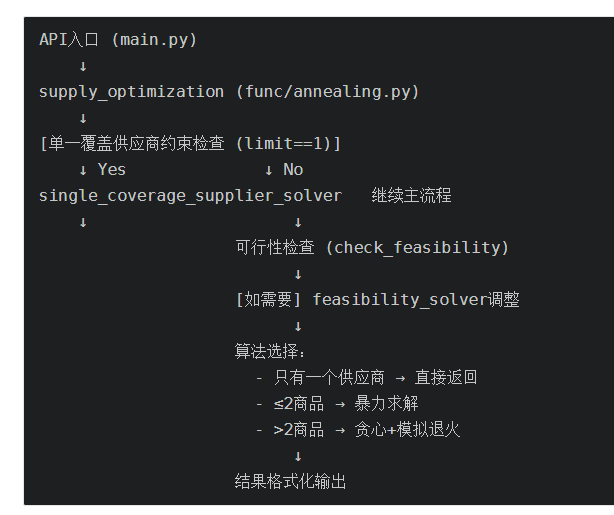 API入口 (main.py)
↓
supply_optimization (func/annealing.py)
↓
[单一覆盖供应商约束检查 (limit==1)]
↓ Yes ↓ No
single_coverage_supplier_solver 继续主流程
↓ ↓
可行性检查 (check_feasibility)
↓
[如需要] feasibility_solver调整
↓
算法选择：
- 只有一个供应商 → 直接返回
- ≤2商品 → 暴力求解
- >2商品 → 贪心+模拟退火
↓
结果格式化输出